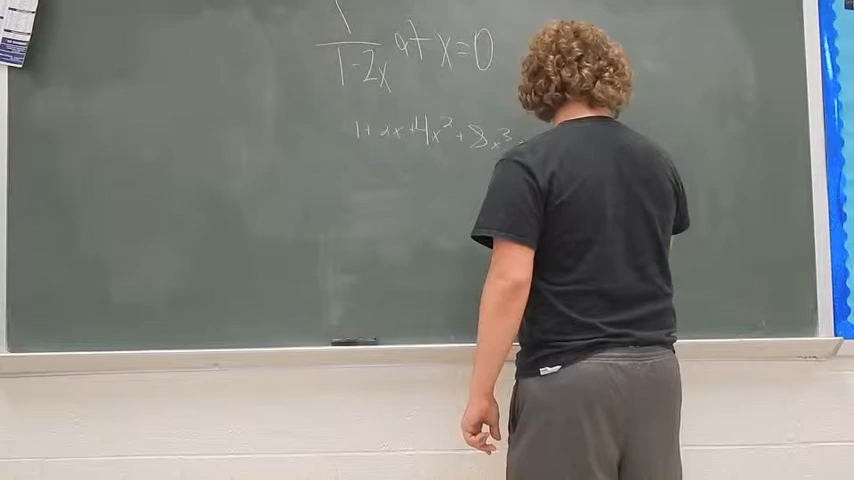 1/(1-2x) at x=0
1+2x+4x²+8x³